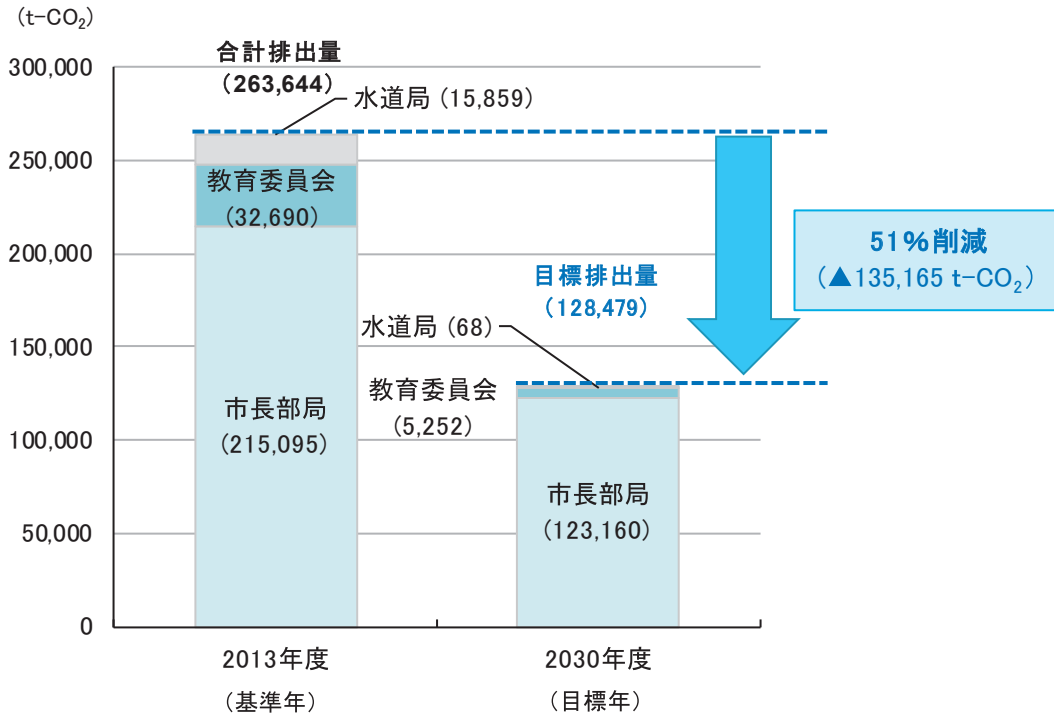 (t-CO₂)
合計排出量
(263,644)
水道局 (15,859)
300,000
250,000
200,000
150,000
100,000
50,000
0
教育委員会
(32,690)
市長部局
(215,095)
目標排出量
(128,479)
水道局 (68)
教育委員会
(5,252)
市長部局
(123,160)
51%削減
(▲135,165 t-CO₂)
2013年度
(基準年)
2030年度
(目標年)